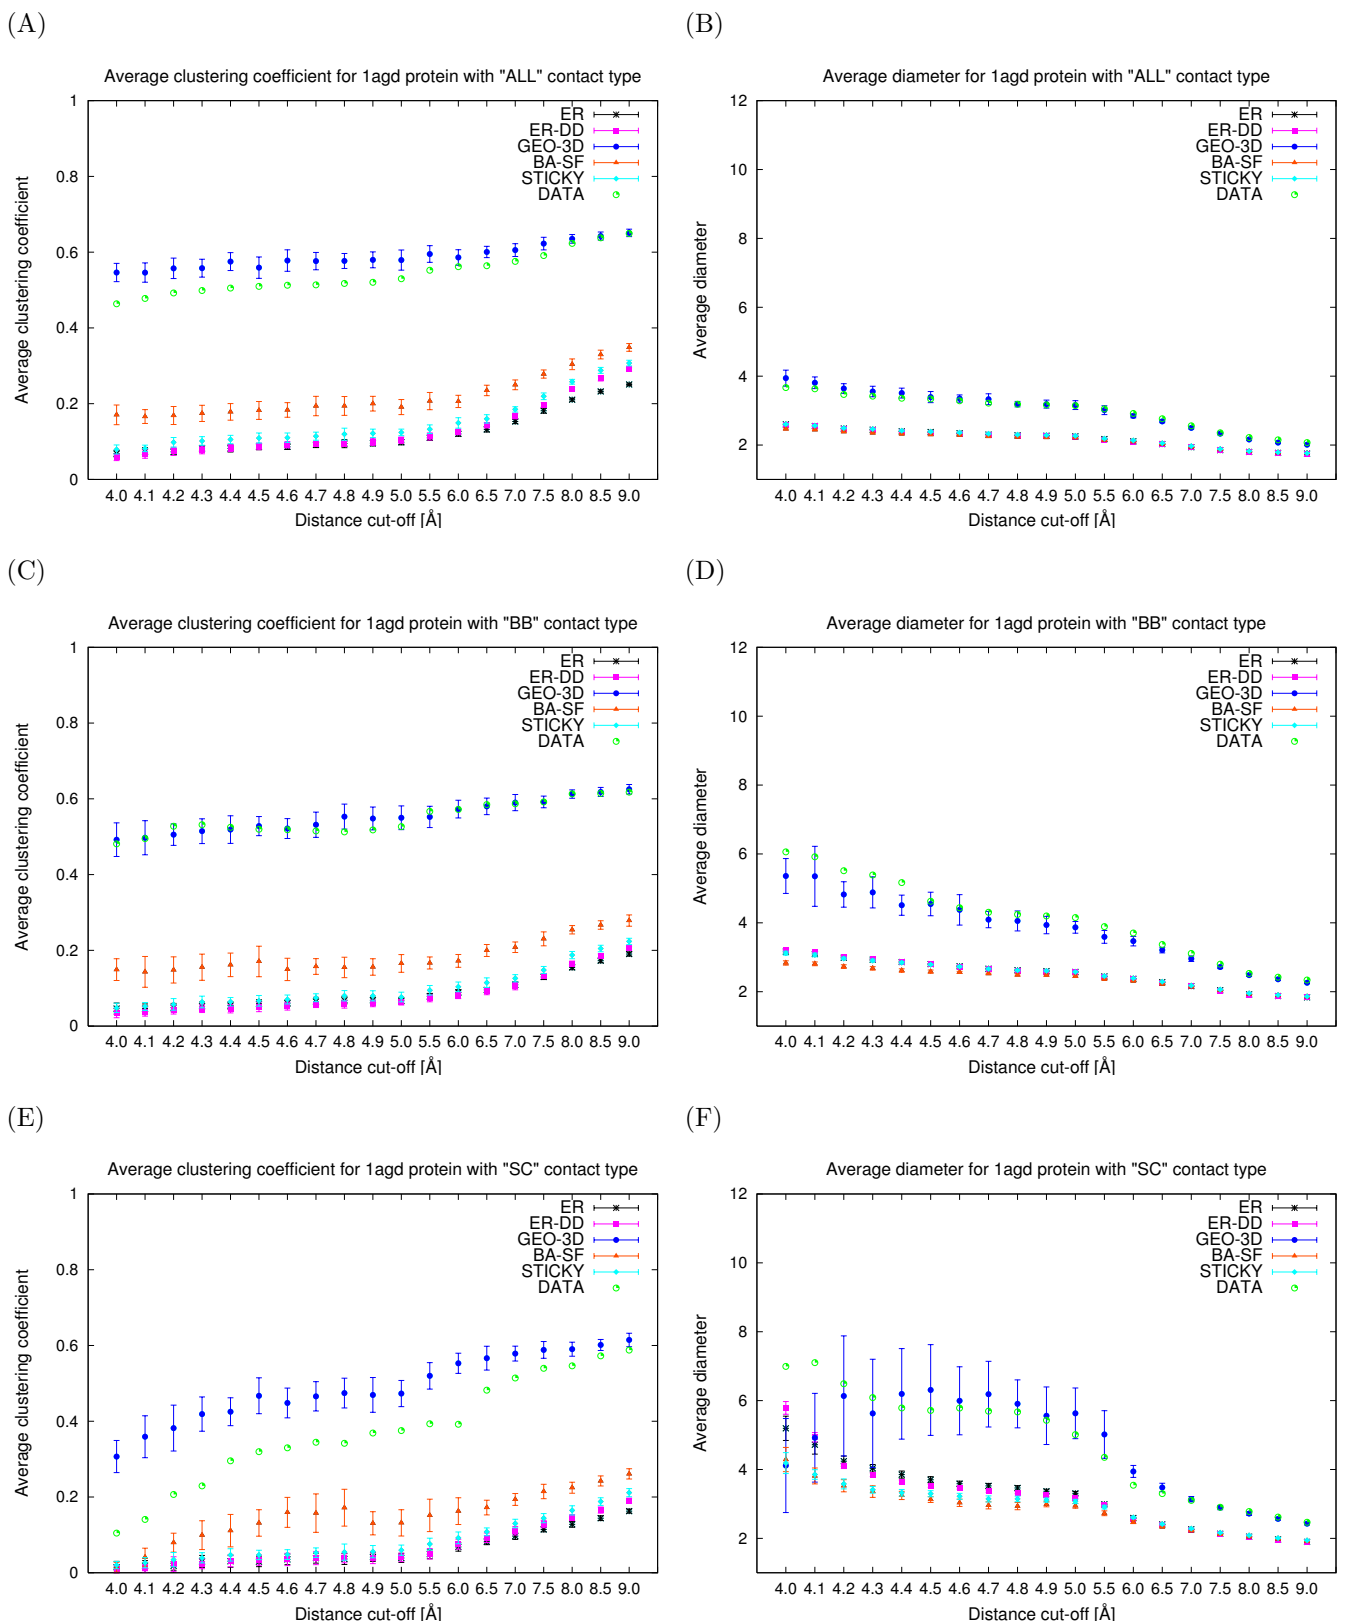 (A)
Average clustering coefficient for 1agd protein with "ALL" contact type
Average clustering coefficient
1
0.8
0.6
0.4
0.2
0
ER
ER-DD
GEO-3D
BA-SF
STICKY
DATA
4.0 4.1 4.2 4.3 4.4 4.5 4.6 4.7 4.8 4.9 5.0 5.5 6.0 6.5 7.0 7.5 8.0 8.5 9.0
Distance cut-off [Å]
(B)
Average diameter for 1agd protein with "ALL" contact type
Average diameter
12
10
8
6
4
2
ER
ER-DD
GEO-3D
BA-SF
STICKY
DATA
4.0 4.1 4.2 4.3 4.4 4.5 4.6 4.7 4.8 4.9 5.0 5.5 6.0 6.5 7.0 7.5 8.0 8.5 9.0
Distance cut-off [Å]
(C)
Average clustering coefficient for 1agd protein with "BB" contact type
Average clustering coefficient
1
0.8
0.6
0.4
0.2
0
ER
ER-DD
GEO-3D
BA-SF
STICKY
DATA
4.0 4.1 4.2 4.3 4.4 4.5 4.6 4.7 4.8 4.9 5.0 5.5 6.0 6.5 7.0 7.5 8.0 8.5 9.0
Distance cut-off [Å]
(D)
Average diameter for 1agd protein with "BB" contact type
Average diameter
12
10
8
6
4
2
ER
ER-DD
GEO-3D
BA-SF
STICKY
DATA
4.0 4.1 4.2 4.3 4.4 4.5 4.6 4.7 4.8 4.9 5.0 5.5 6.0 6.5 7.0 7.5 8.0 8.5 9.0
Distance cut-off [Å]
(E)
Average clustering coefficient for 1agd protein with "SC" contact type
Average clustering coefficient
1
0.8
0.6
0.4
0.2
0
ER
ER-DD
GEO-3D
BA-SF
STICKY
DATA
4.0 4.1 4.2 4.3 4.4 4.5 4.6 4.7 4.8 4.9 5.0 5.5 6.0 6.5 7.0 7.5 8.0 8.5 9.0
Distance cut-off [Å]
(F)
Average diameter for 1agd protein with "SC" contact type
Average diameter
12
10
8
6
4
2
ER
ER-DD
GEO-3D
BA-SF
STICKY
DATA
4.0 4.1 4.2 4.3 4.4 4.5 4.6 4.7 4.8 4.9 5.0 5.5 6.0 6.5 7.0 7.5 8.0 8.5 9.0
Distance cut-off [Å]